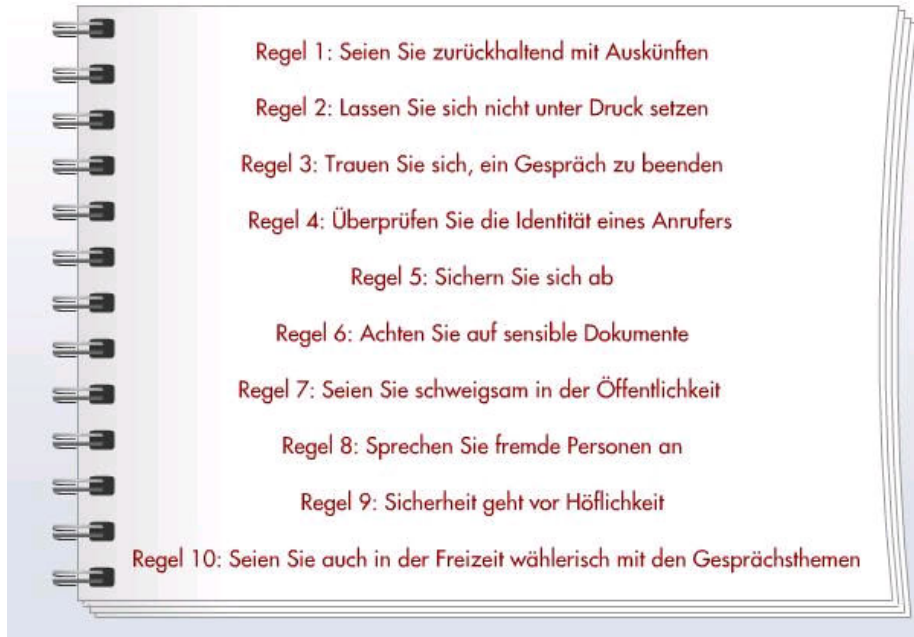 Regel 1: Seien Sie zurückhaltend mit Auskünften
Regel 2: Lassen Sie sich nicht unter Druck setzen
Regel 3: Trauen Sie sich, ein Gespräch zu beenden
Regel 4: Überprüfen Sie die Identität eines Anrufers
Regel 5: Sichern Sie sich ab
Regel 6: Achten Sie auf sensible Dokumente
Regel 7: Seien Sie schweigsam in der Öffentlichkeit
Regel 8: Sprechen Sie fremde Personen an
Regel 9: Sicherheit geht vor Höflichkeit
Regel 10: Seien Sie auch in der Freizeit wählerisch mit den Gesprächsthemen